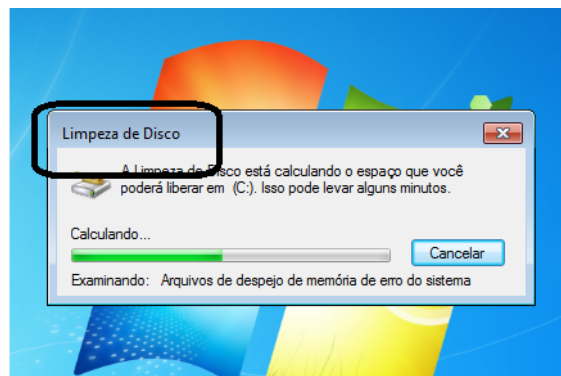 Limpeza de Disco
A Limpeza de Disco está calculando o espaço que você
poderá liberar em (C:). Isso pode levar alguns minutos.
Calculando...
Cancelar
Examinando: Arquivos de despejo de memória de erro do sistema